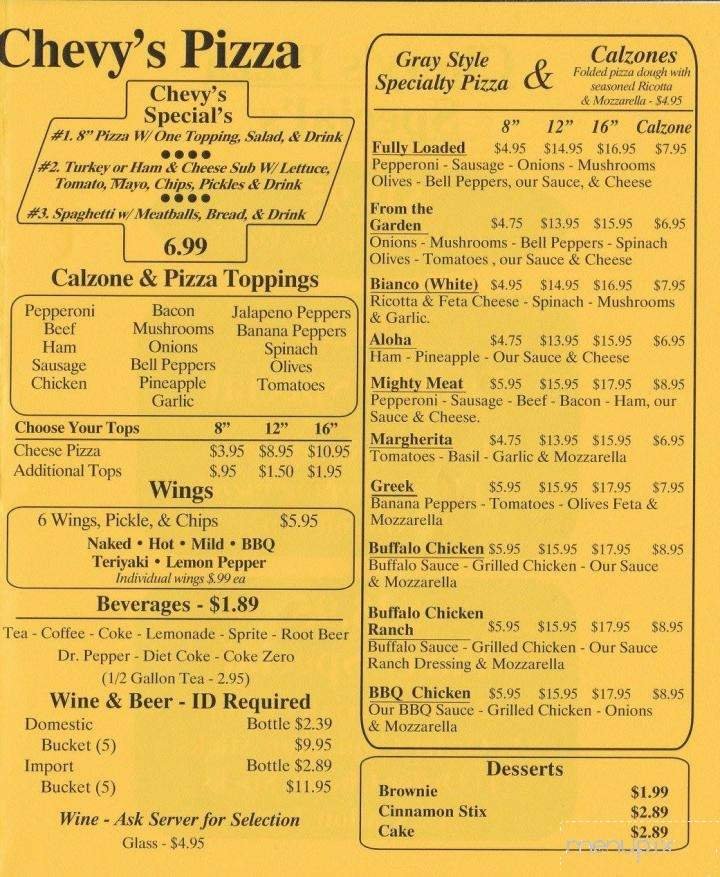 Chevy's Pizza
Chevy's
Special's
#1. 8” Pizza W/ One Topping, Salad, & Drink
#2. Turkey or Ham & Cheese Sub W/ Lettuce,
Tomato, Mayo, Chips, Pickles & Drink
#3. Spaghetti w/ Meatballs, Bread, & Drink
6.99
Calzone & Pizza Toppings
Pepperoni Bacon Jalapeno Peppers
Beef Mushrooms Banana Peppers
Ham Onions Spinach
Sausage Bell Peppers Olives
Chicken Pineapple Tomatoes
Garlic
Choose Your Tops 8” 12” 16”
Cheese Pizza $3.95 $8.95 $10.95
Additional Tops $.95 $1.50 $1.95
Wings
6 Wings, Pickle, & Chips $5.95
Naked • Hot • Mild • BBQ
Teriyaki • Lemon Pepper
Individual wings $.99 ea
Beverages - $1.89
Tea - Coffee - Coke - Lemonade - Sprite - Root Beer
Dr. Pepper - Diet Coke - Coke Zero
(1/2 Gallon Tea - 2.95)
Wine & Beer - ID Required
Domestic Bottle $2.39
Bucket (5) $9.95
Import Bottle $2.89
Bucket (5) $11.95
Wine - Ask Server for Selection
Glass - $4.95
Gray Style
Specialty Pizza & Calzones
Folded pizza dough with
seasoned Ricotta
& Mozzarella - $4.95
8” 12” 16” Calzone
Fully Loaded $4.95 $14.95 $16.95 $7.95
Pepperoni - Sausage - Onions - Mushrooms
Olives - Bell Peppers, our Sauce, & Cheese
From the
Garden $4.75 $13.95 $15.95 $6.95
Onions - Mushrooms - Bell Peppers - Spinach
Olives - Tomatoes , our Sauce & Cheese
Bianco (White) $4.95 $14.95 $16.95 $7.95
Ricotta & Feta Cheese - Spinach - Mushrooms
& Garlic.
Aloha $4.75 $13.95 $15.95 $6.95
Ham - Pineapple - Our Sauce & Cheese
Mighty Meat $5.95 $15.95 $17.95 $8.95
Pepperoni - Sausage - Beef - Bacon - Ham, our
Sauce & Cheese.
Margherita $4.75 $13.95 $15.95 $6.95
Tomatoes - Basil - Garlic & Mozzarella
Greek $5.95 $15.95 $17.95 $7.95
Banana Peppers - Tomatoes - Olives Feta &
Mozzarella
Buffalo Chicken $5.95 $15.95 $17.95 $8.95
Buffalo Sauce - Grilled Chicken - Our Sauce
& Mozzarella
Buffalo Chicken
Ranch $5.95 $15.95 $17.95 $8.95
Buffalo Sauce - Grilled Chicken - Our Sauce
Ranch Dressing & Mozzarella
BBQ Chicken $5.95 $15.95 $17.95 $8.95
Our BBQ Sauce - Grilled Chicken - Onions
& Mozzarella
Desserts
Brownie $1.99
Cinnamon Stix $2.89
Cake $2.89